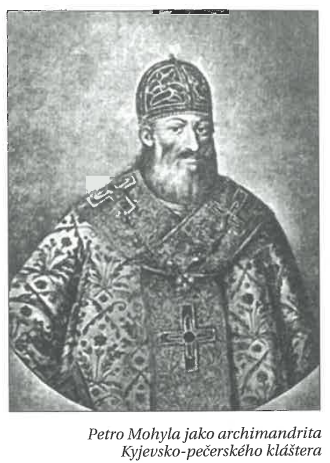 Petro Mohyla jako archimandrita
Kyjevsko-pečerského kláštera